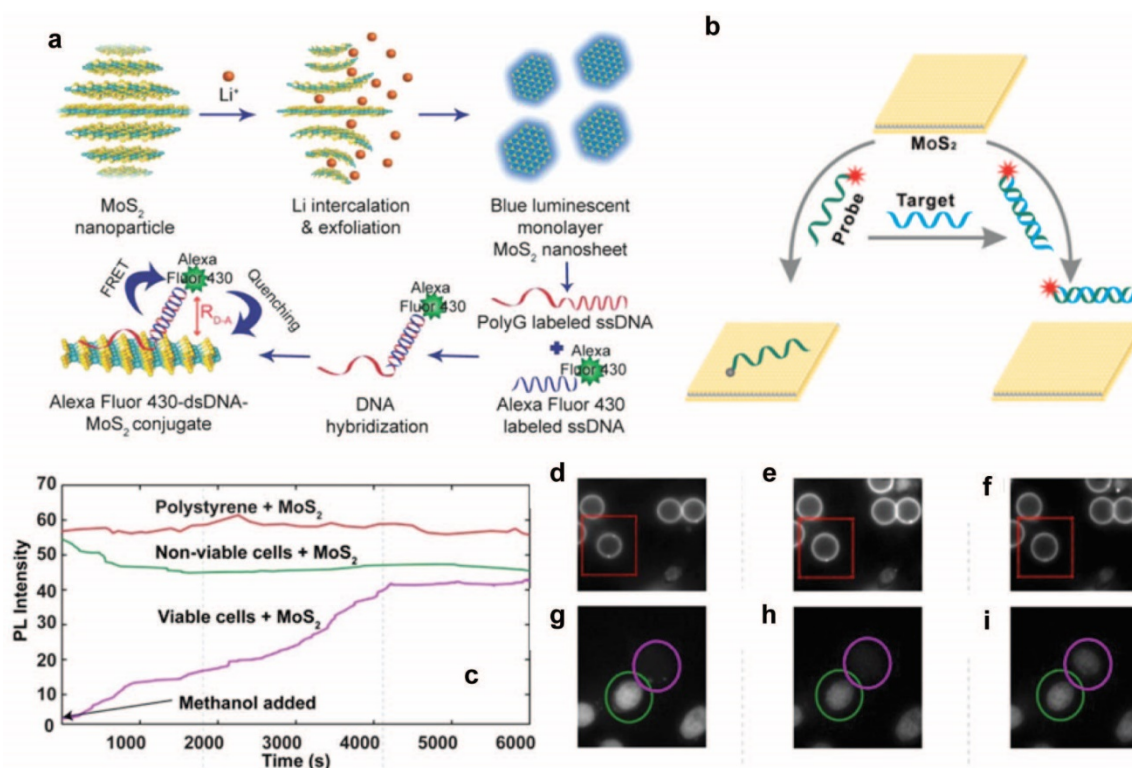 a
Li⁺
MoS₂
nanoparticle
Li intercalation
& exfoliation
Blue luminescent
monolayer
MoS₂ nanosheet
PolyG labeled ssDNA
Alexa
Fluor 430
Alexa Fluor 430
labeled ssDNA
Alexa
Fluor 430
DNA
hybridization
FRET
Alexa
Fluor 430
Quenching
R_D-A
Alexa Fluor 430-dsDNA-
MoS₂ conjugate
b
MoS₂
Probe
Target
c
PL Intensity
70
60
50
40
30
20
10
0
Polystyrene + MoS₂
Non-viable cells + MoS₂
Viable cells + MoS₂
Methanol added
1000 2000 3000 4000 5000 6000
Time (s)
d
e
f
g
h
i